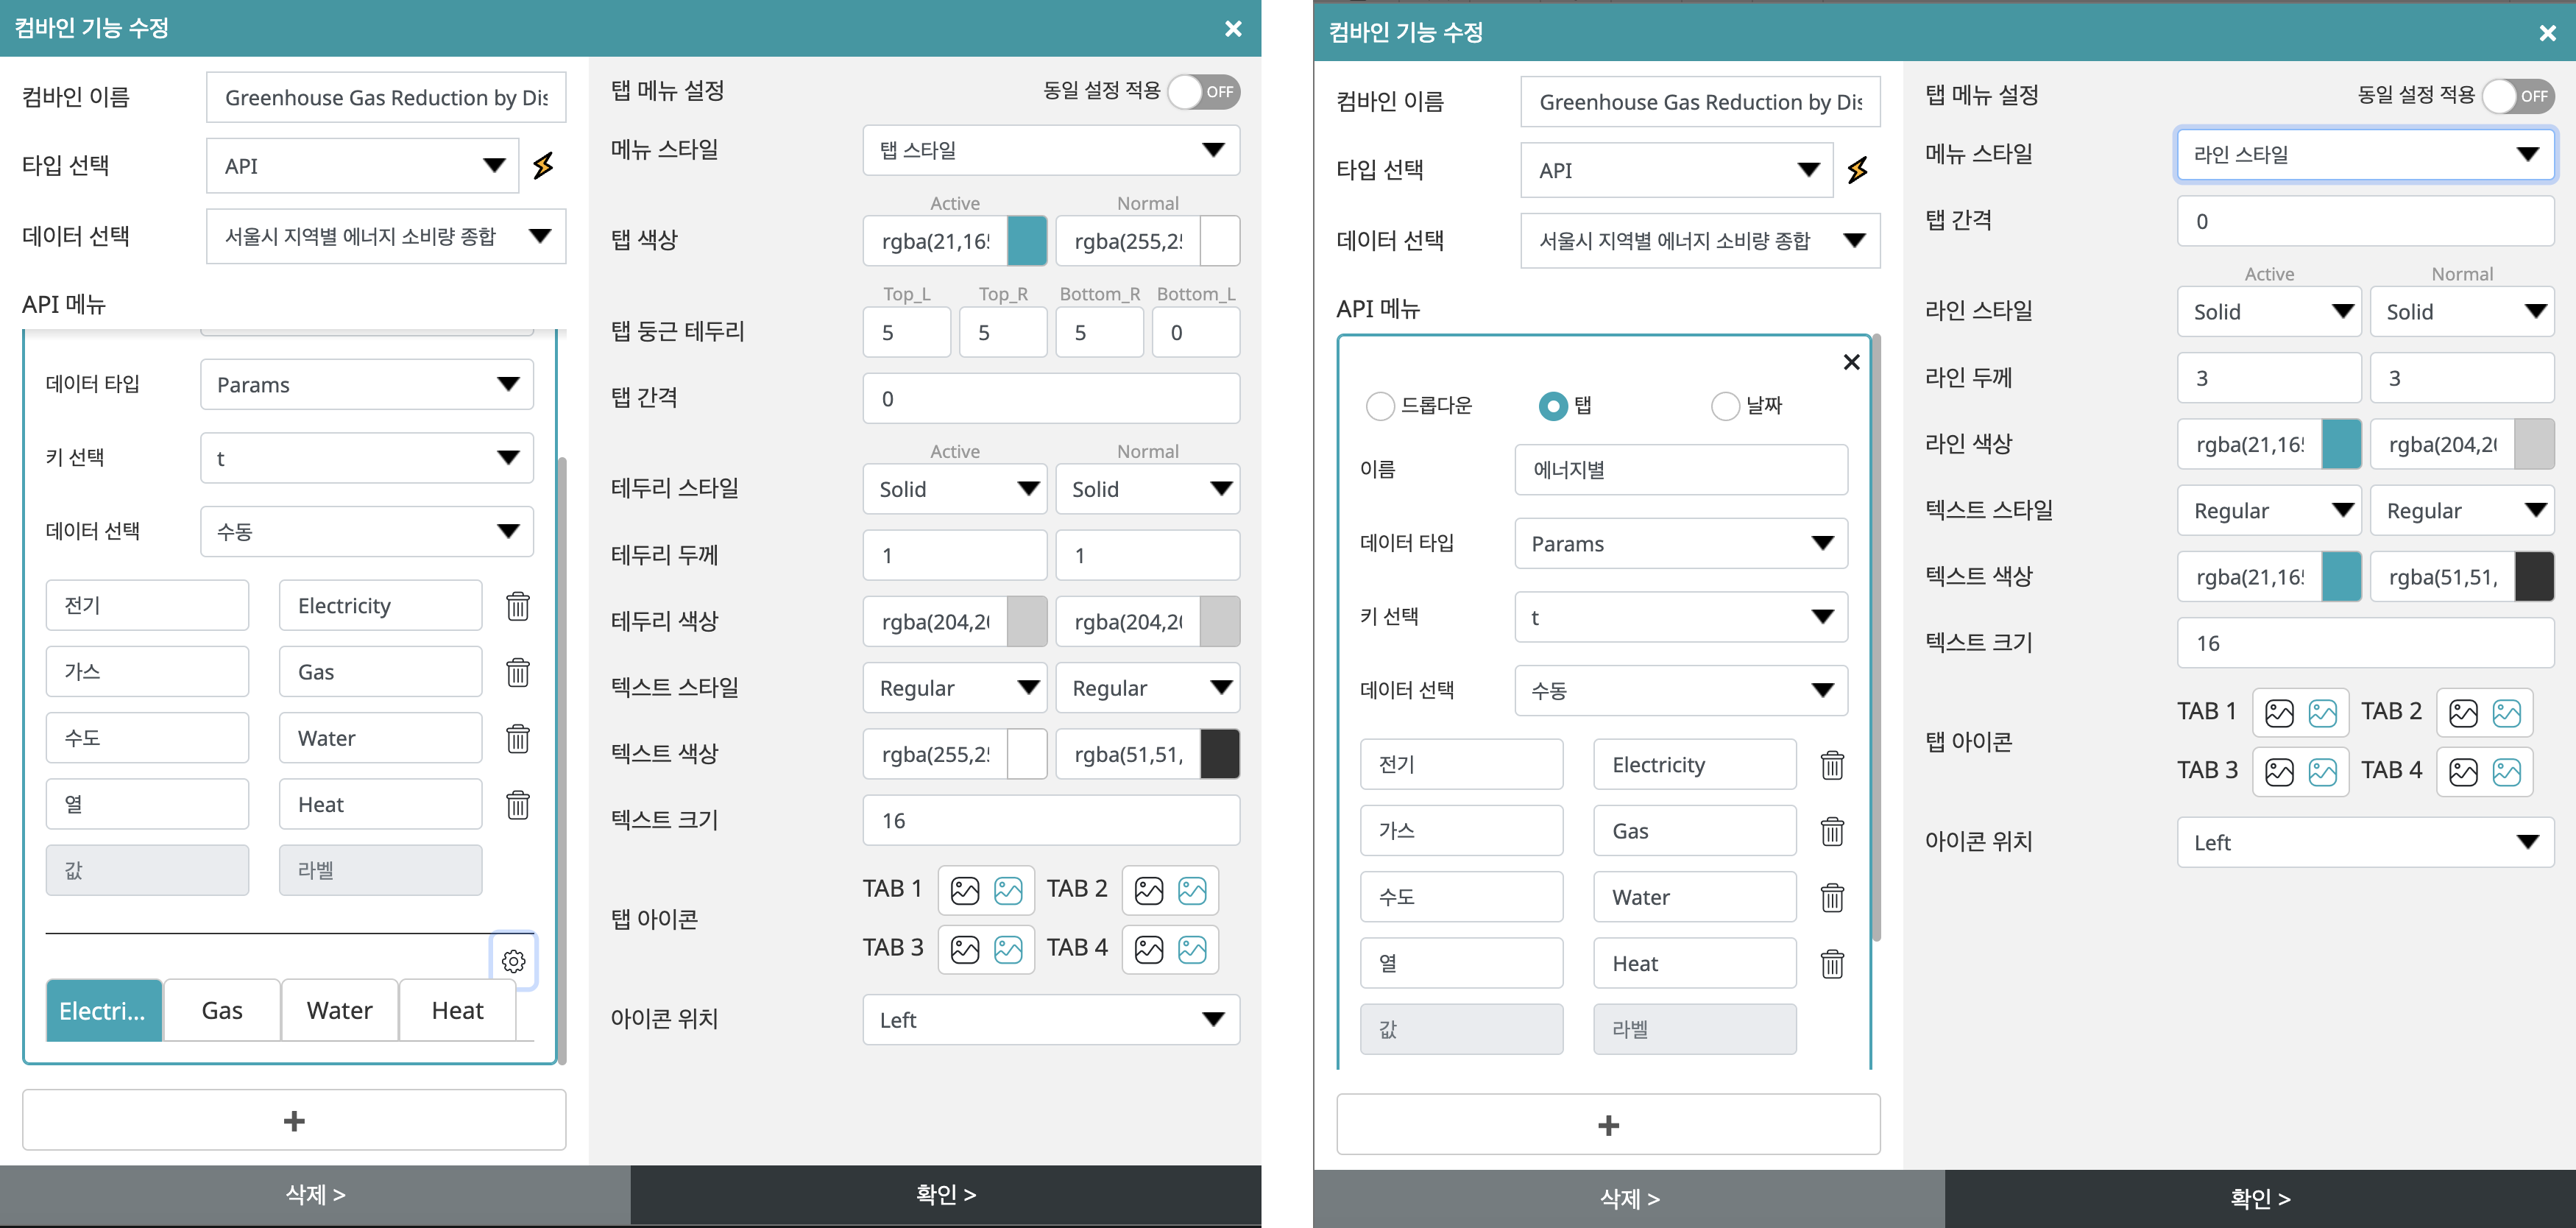 컴바인 기능 수정
컴바인 이름
Greenhouse Gas Reduction by Dis
타입 선택
API
데이터 선택
서울시 지역별 에너지 소비량 종합
API 메뉴
데이터 타입
Params
키 선택
t
데이터 선택
수동
전기 Electricity
가스 Gas
수도 Water
열 Heat
값 라벨
Electri... Gas Water Heat
+
탭 메뉴 설정 동일 설정 적용 OFF
메뉴 스타일 탭 스타일
Active Normal
탭 색상 rgba(21,165 rgba(255,25
Top_L Top_R Bottom_R Bottom_L
탭 둥근 테두리 5 5 5 0
탭 간격 0
Active Normal
테두리 스타일 Solid Solid
테두리 두께 1 1
테두리 색상 rgba(204,20 rgba(204,20
텍스트 스타일 Regular Regular
텍스트 색상 rgba(255,25 rgba(51,51,
텍스트 크기 16
탭 아이콘
TAB 1 TAB 2
TAB 3 TAB 4
아이콘 위치 Left
삭제 > 확인 >
컴바인 기능 수정
컴바인 이름
Greenhouse Gas Reduction by Dis
타입 선택
API
데이터 선택
서울시 지역별 에너지 소비량 종합
API 메뉴
드롭다운 탭 날짜
이름 에너지별
데이터 타입 Params
키 선택 t
데이터 선택 수동
전기 Electricity
가스 Gas
수도 Water
열 Heat
값 라벨
+
탭 메뉴 설정 동일 설정 적용 OFF
메뉴 스타일 라인 스타일
탭 간격 0
Active Normal
라인 스타일 Solid Solid
라인 두께 3 3
라인 색상 rgba(21,165 rgba(204,20
텍스트 스타일 Regular Regular
텍스트 색상 rgba(21,165 rgba(51,51,
텍스트 크기 16
탭 아이콘
TAB 1 TAB 2
TAB 3 TAB 4
아이콘 위치 Left
삭제 > 확인 >